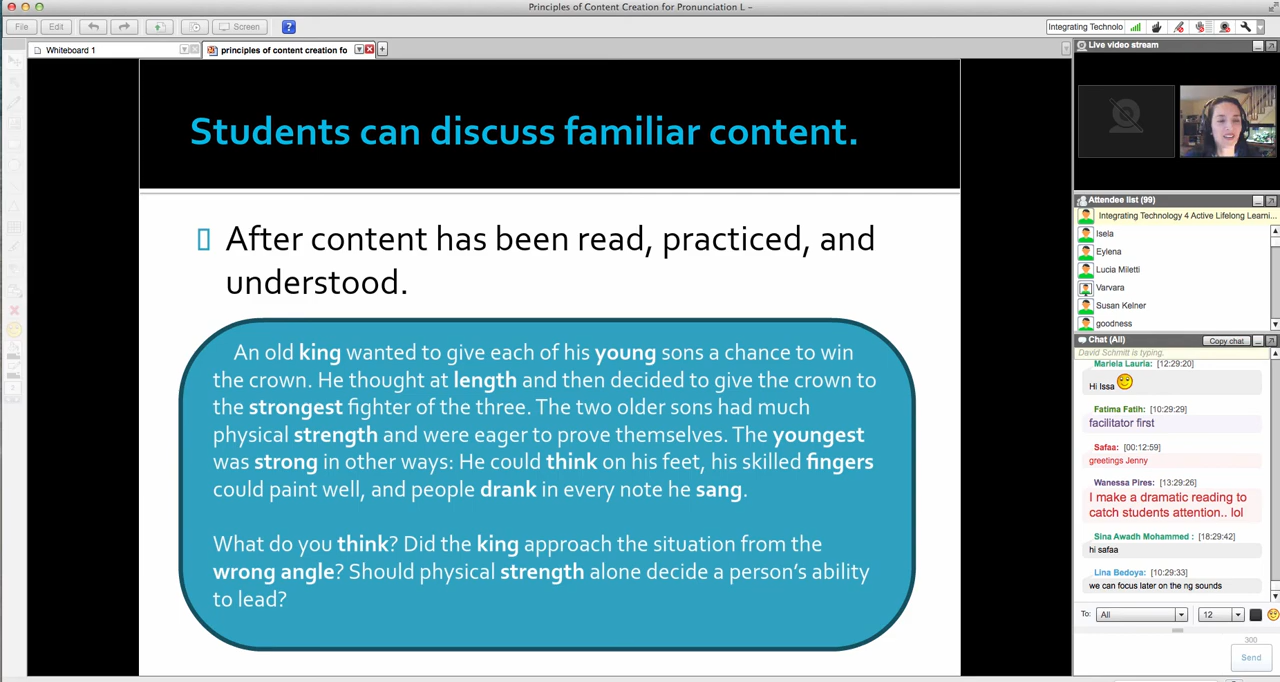 Principles of Content Creation for Pronunciation L -
File
Edit
Screen
?
Integrating Technolo
Whiteboard 1
principles of content creation fo
Live video stream
Students can discuss familiar content.
After content has been read, practiced, and
understood.
An old king wanted to give each of his young sons a chance to win
the crown. He thought at length and then decided to give the crown to
the strongest fighter of the three. The two older sons had much
physical strength and were eager to prove themselves. The youngest
was strong in other ways: He could think on his feet, his skilled fingers
could paint well, and people drank in every note he sang.
What do you think? Did the king approach the situation from the
wrong angle? Should physical strength alone decide a person's ability
to lead?
Attendee list (99)
Integrating Technology 4 Active Lifelong Learni...
Isela
Eylena
Lucia Miletti
Varvara
Susan Kelner
goodness
Chat (All)
Copy chat
David Schmitt is typing.
Mariela Lauria: [12:29:20]
Hi Issa
Fatima Fatih: [10:29:29]
facilitator first
Safaa: [00:12:59]
greetings Jenny
Wanessa Pires: [13:29:26]
I make a dramatic reading to
catch students attention.. lol
Sina Awadh Mohammed : [18:29:42]
hi safaa
Lina Bedoya: [10:29:33]
we can focus later on the ng sounds
To: All 12
300
Send